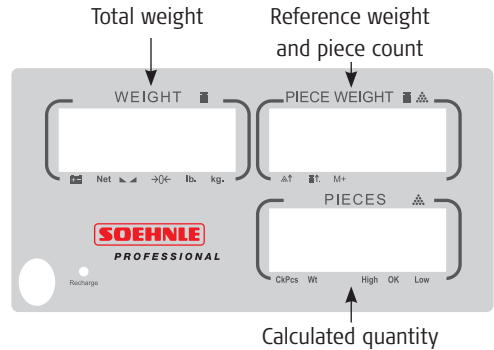 Total weight
Reference weight
and piece count
WEIGHT
PIECE WEIGHT
Net →0← lb. kg.
M+
PIECES
SOEHNLE
PROFESSIONAL
CkPcs Wt High OK Low
Recharge
Calculated quantity